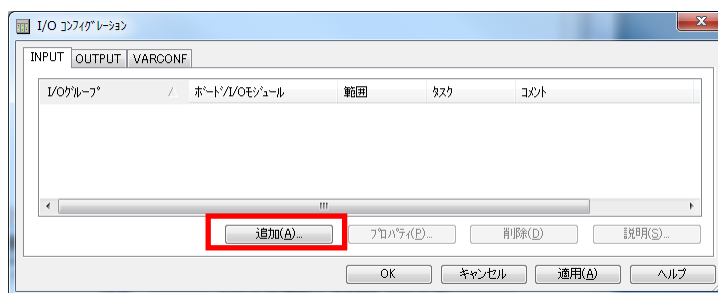 I/O ｺﾝﾌｨｸﾞﾚｰｼｮﾝ
INPUT OUTPUT VARCONF
I/Oｸﾞﾙｰﾌﾟ ﾎﾞｰﾄﾞ/I/Oﾓｼﾞｭｰﾙ 範囲 ﾀｽｸ ｺﾒﾝﾄ
追加(A)... ﾌﾟﾛﾊﾟﾃｨ(P)... 削除(D) 説明(S)...
OK キャンセル 適用(A) ヘルプ